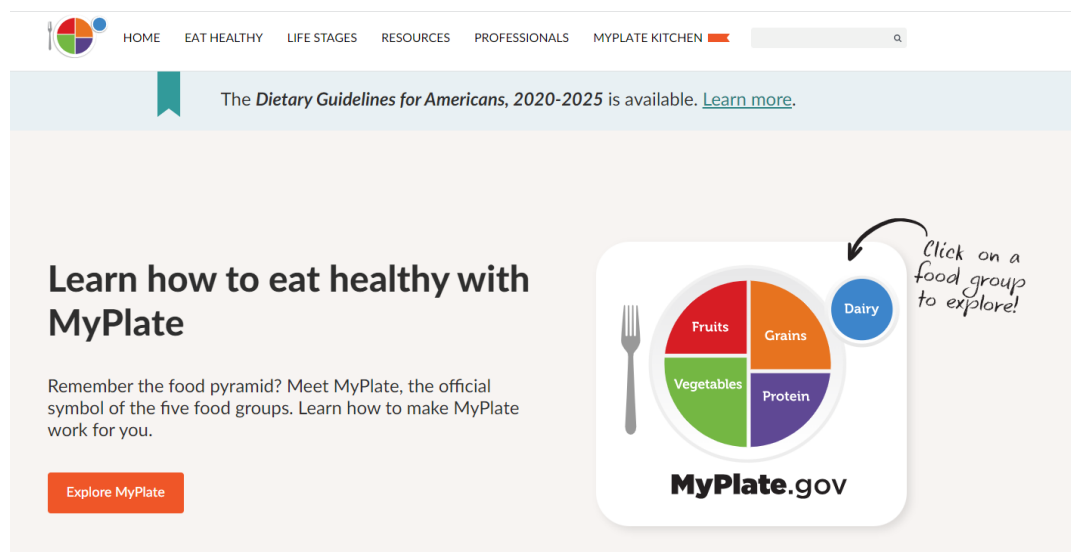 HOME EAT HEALTHY LIFE STAGES RESOURCES PROFESSIONALS MYPLATE KITCHEN
The Dietary Guidelines for Americans, 2020-2025 is available. Learn more.
Learn how to eat healthy with
MyPlate
Remember the food pyramid? Meet MyPlate, the official
symbol of the five food groups. Learn how to make MyPlate
work for you.
Explore MyPlate
Click on a
food group
to explore!
Dairy
Fruits
Grains
Vegetables
Protein
MyPlate.gov